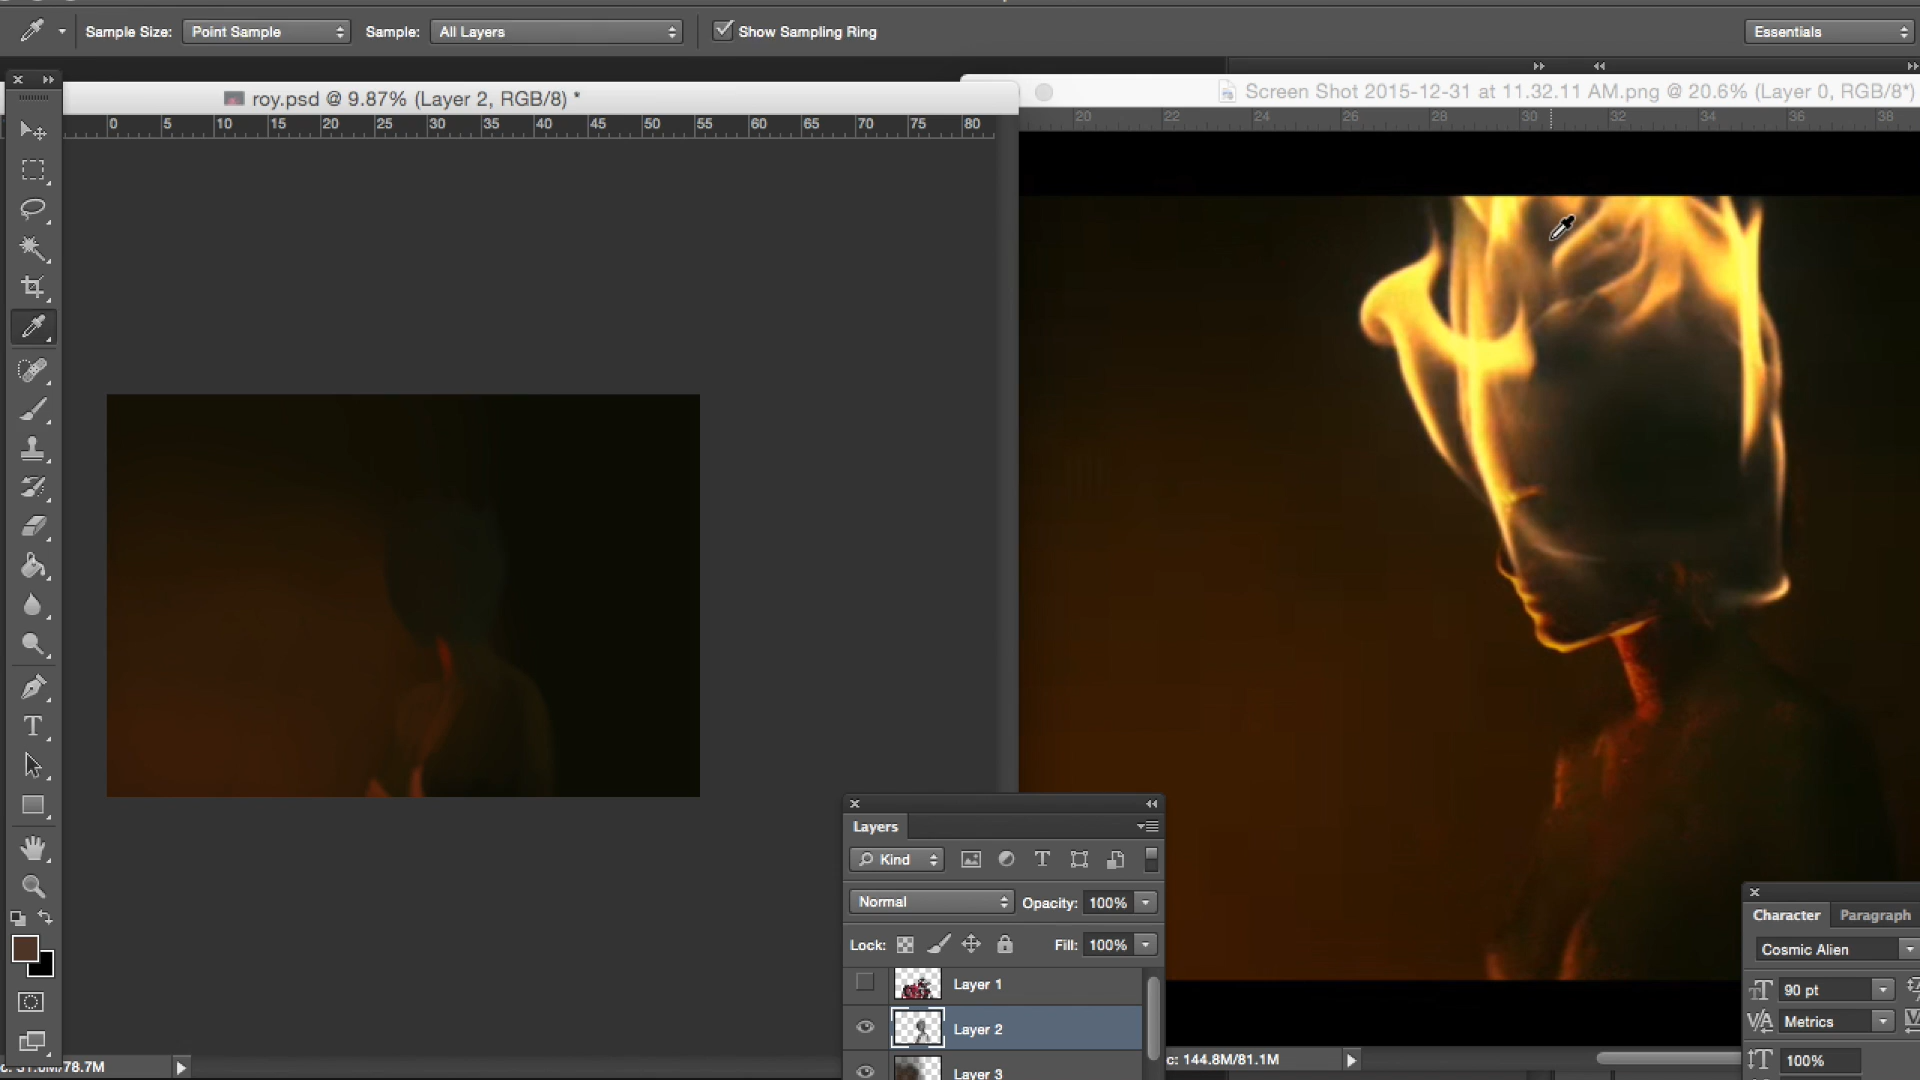 Sample Size: Point Sample Sample: All Layers Show Sampling Ring Essentials
roy.psd @ 9.87% (Layer 2, RGB/8) *
Screen Shot 2015-12-31 at 11.32.11 AM.png @ 20.6% (Layer 0, RGB/8*)
0 5 10 15 20 25 30 35 40 45 50 55 60 65 70 75 80
20 22 24 26 28 30 32 34 36 38
Layers
Kind
Normal Opacity: 100%
Lock: Fill: 100%
Layer 1
Layer 2
Layer 3
Character Paragraph
Cosmic Alien
90 pt
Metrics
100%
c: 144.8M/81.1M
/78.7M